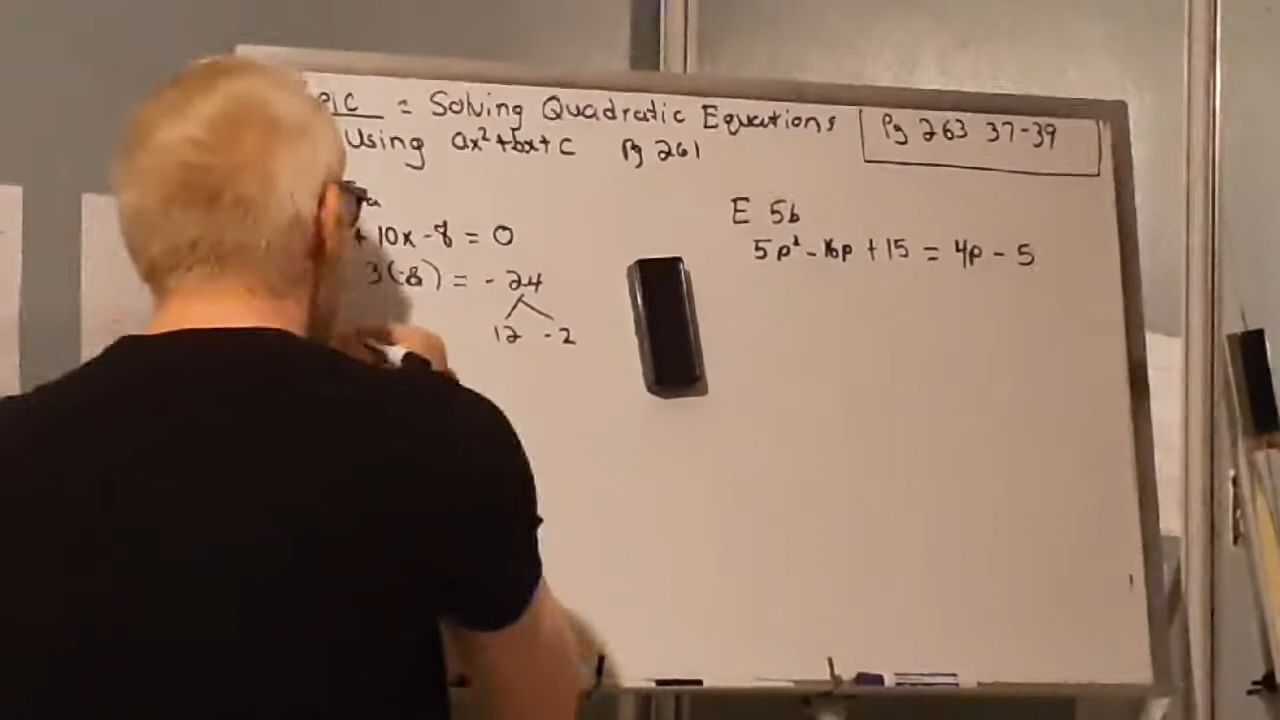 PIC = Solving Quadratic Equations
Using ax²+bx+c Pg 261
Pg 263 37-39
+ 10x - 8 = 0
3(-8) = -24
12 -2
E 5b
5p² - 16p + 15 = 4p - 5